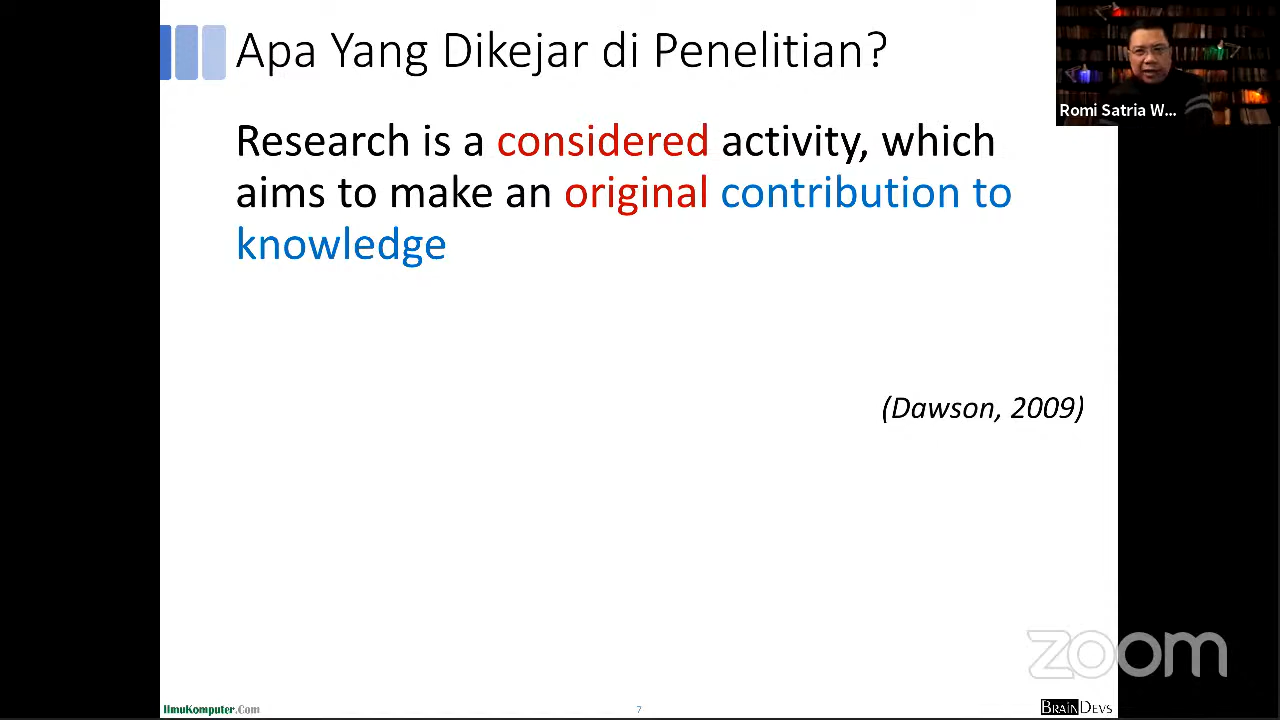 Apa Yang Dikejar di Penelitian?
Romi Satria W...
Research is a considered activity, which
aims to make an original contribution to
knowledge
(Dawson, 2009)
zoom
IlmuKomputer.Com
7
BRAINDEVS